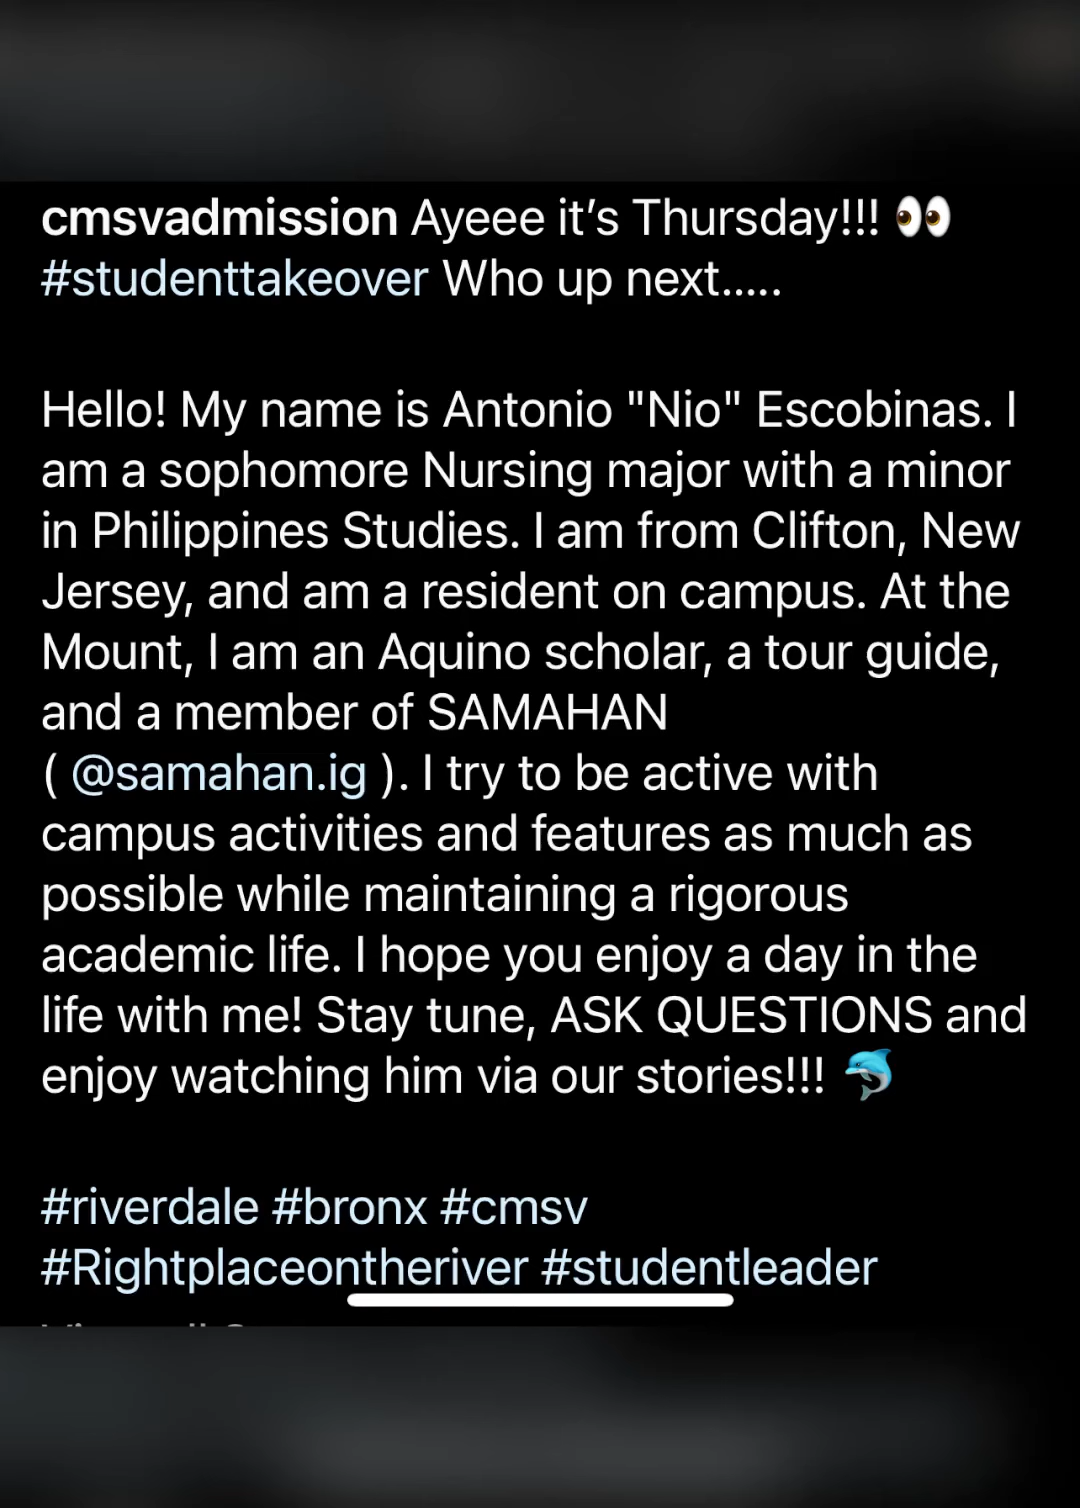 cmsvadmission Ayeee it’s Thursday!!! 👀
#studenttakeover Who up next.....
Hello! My name is Antonio "Nio" Escobinas. I
am a sophomore Nursing major with a minor
in Philippines Studies. I am from Clifton, New
Jersey, and am a resident on campus. At the
Mount, I am an Aquino scholar, a tour guide,
and a member of SAMAHAN
( @samahan.ig ). I try to be active with
campus activities and features as much as
possible while maintaining a rigorous
academic life. I hope you enjoy a day in the
life with me! Stay tune, ASK QUESTIONS and
enjoy watching him via our stories!!! 🐬
#riverdale #bronx #cmsv
#Rightplaceontheriver #studentleader